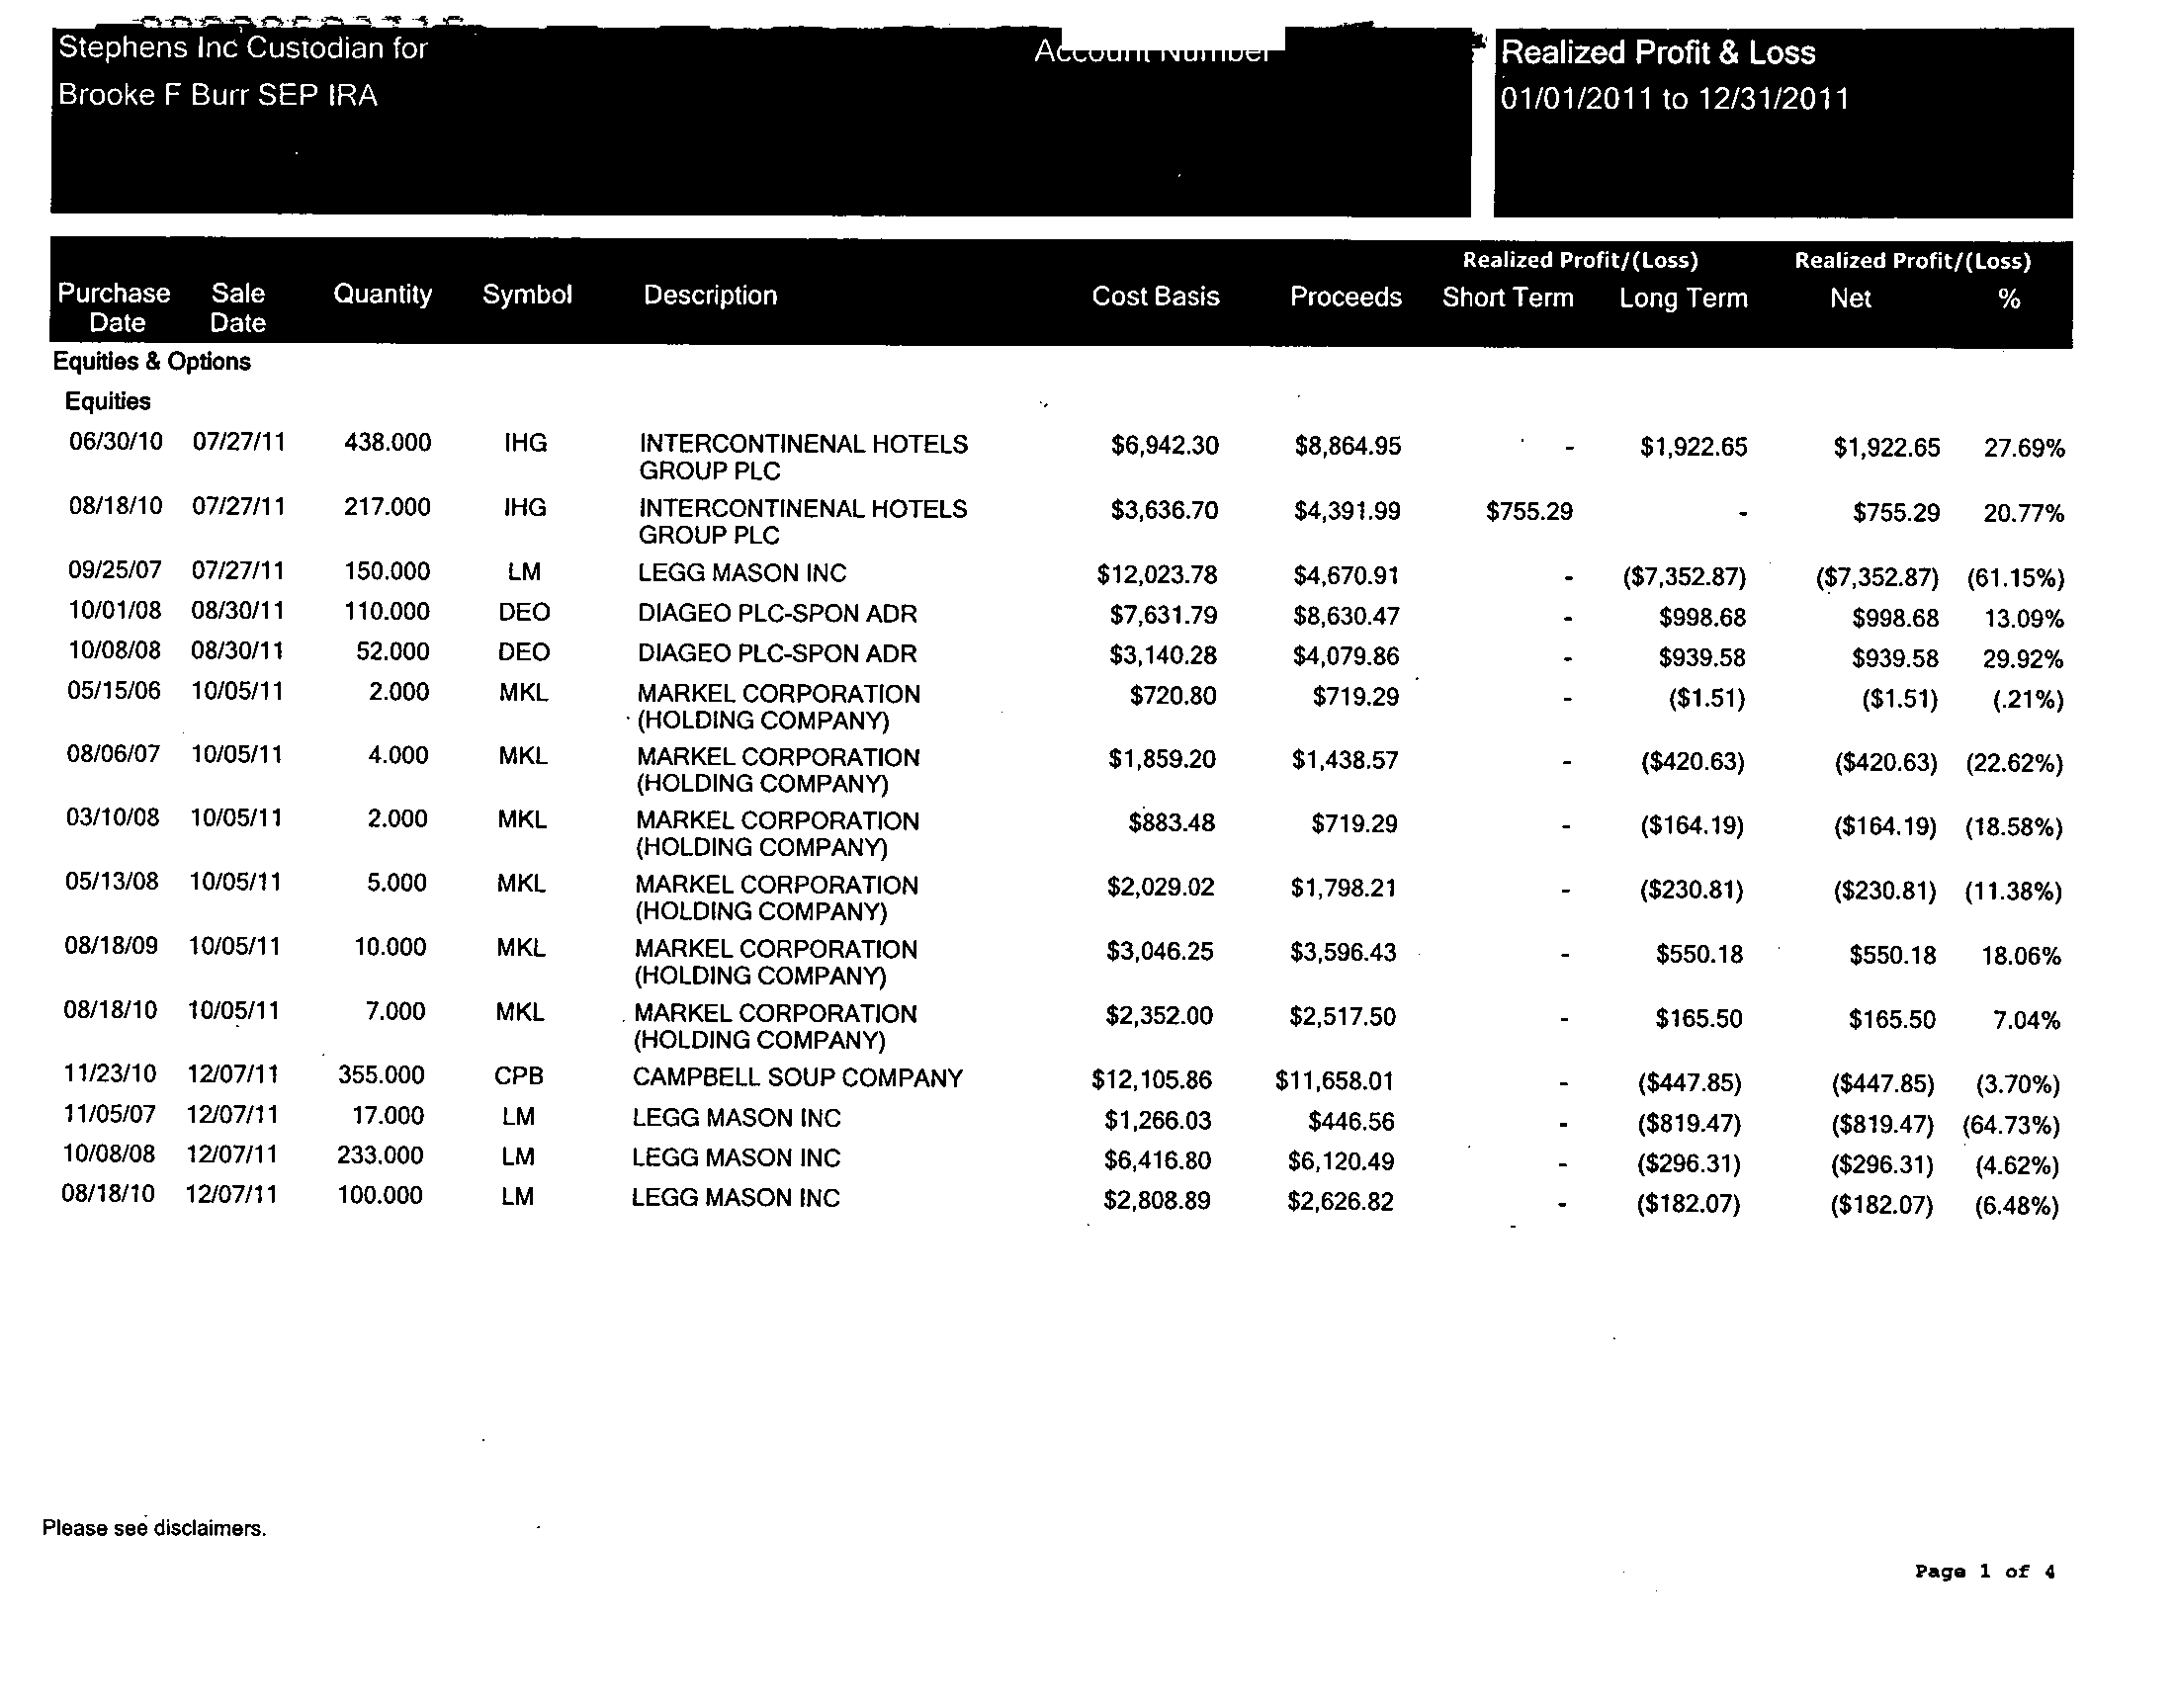 Stephens Inc Custodian for
Brooke F Burr SEP IRA
Account Number
Realized Profit & Loss
01/01/2011 to 12/31/2011
Realized Profit/(Loss) Realized Profit/(Loss)
Purchase Date Sale Date Quantity Symbol Description Cost Basis Proceeds Short Term Long Term Net %
Equities & Options
Equities
06/30/10 07/27/11 438.000 IHG INTERCONTINENAL HOTELS $6,942.30 $8,864.95 - $1,922.65 $1,922.65 27.69%
GROUP PLC
08/18/10 07/27/11 217.000 IHG INTERCONTINENAL HOTELS $3,636.70 $4,391.99 $755.29 - $755.29 20.77%
GROUP PLC
09/25/07 07/27/11 150.000 LM LEGG MASON INC $12,023.78 $4,670.91 - ($7,352.87) ($7,352.87) (61.15%)
10/01/08 08/30/11 110.000 DEO DIAGEO PLC-SPON ADR $7,631.79 $8,630.47 - $998.68 $998.68 13.09%
10/08/08 08/30/11 52.000 DEO DIAGEO PLC-SPON ADR $3,140.28 $4,079.86 - $939.58 $939.58 29.92%
05/15/06 10/05/11 2.000 MKL MARKEL CORPORATION $720.80 $719.29 - ($1.51) ($1.51) (.21%)
(HOLDING COMPANY)
08/06/07 10/05/11 4.000 MKL MARKEL CORPORATION $1,859.20 $1,438.57 - ($420.63) ($420.63) (22.62%)
(HOLDING COMPANY)
03/10/08 10/05/11 2.000 MKL MARKEL CORPORATION $883.48 $719.29 - ($164.19) ($164.19) (18.58%)
(HOLDING COMPANY)
05/13/08 10/05/11 5.000 MKL MARKEL CORPORATION $2,029.02 $1,798.21 - ($230.81) ($230.81) (11.38%)
(HOLDING COMPANY)
08/18/09 10/05/11 10.000 MKL MARKEL CORPORATION $3,046.25 $3,596.43 - $550.18 $550.18 18.06%
(HOLDING COMPANY)
08/18/10 10/05/11 7.000 MKL MARKEL CORPORATION $2,352.00 $2,517.50 - $165.50 $165.50 7.04%
(HOLDING COMPANY)
11/23/10 12/07/11 355.000 CPB CAMPBELL SOUP COMPANY $12,105.86 $11,658.01 - ($447.85) ($447.85) (3.70%)
11/05/07 12/07/11 17.000 LM LEGG MASON INC $1,266.03 $446.56 - ($819.47) ($819.47) (64.73%)
10/08/08 12/07/11 233.000 LM LEGG MASON INC $6,416.80 $6,120.49 - ($296.31) ($296.31) (4.62%)
08/18/10 12/07/11 100.000 LM LEGG MASON INC $2,808.89 $2,626.82 - ($182.07) ($182.07) (6.48%)
Please see disclaimers.
Page 1 of 4